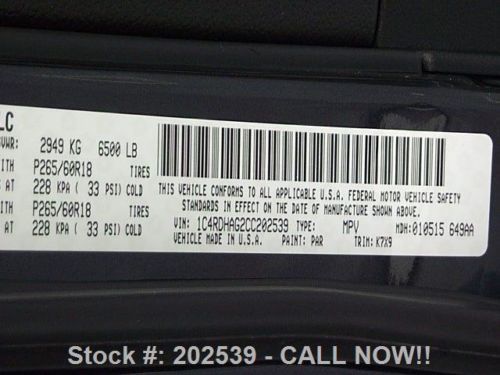 LC
GVWR: 2949 KG 6500 LB
ITH P265/60R18 TIRES
S AT 228 KPA ( 33 PSI) COLD
ITH P265/60R18 TIRES
S AT 228 KPA ( 33 PSI) COLD
THIS VEHICLE CONFORMS TO ALL APPLICABLE U.S.A. FEDERAL MOTOR VEHICLE SAFETY
STANDARDS IN EFFECT ON THE DATE OF MANUFACTURE SHOWN ABOVE.
VIN: 1C4RDHAG2CC202539 TYPE: MPV MDH: 010515 649AA
VEHICLE MADE IN U.S.A. PAINT: PAR TRIM: K7X9
Stock #: 202539 - CALL NOW!!